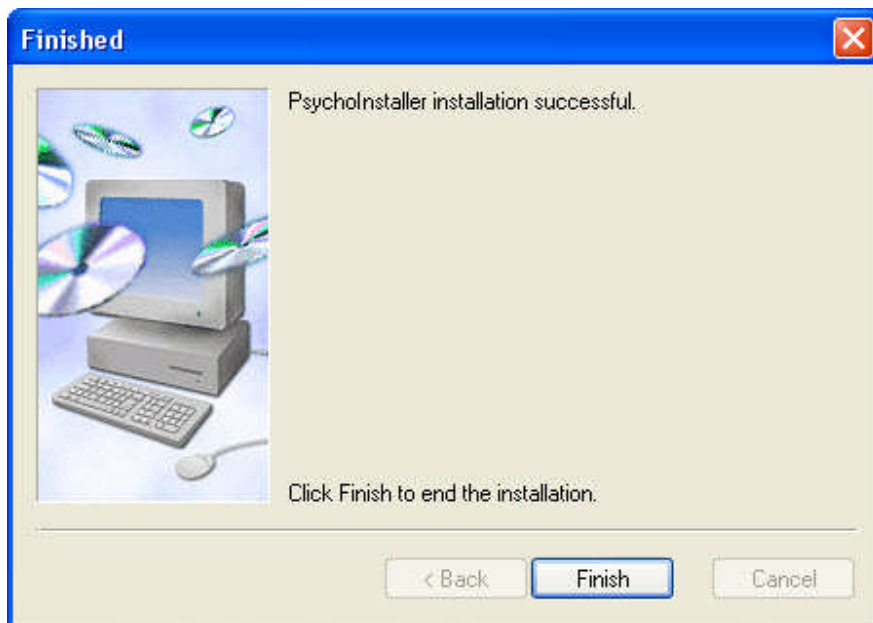 Finished
PsychoInstaller installation successful.
Click Finish to end the installation.
< Back
Finish
Cancel